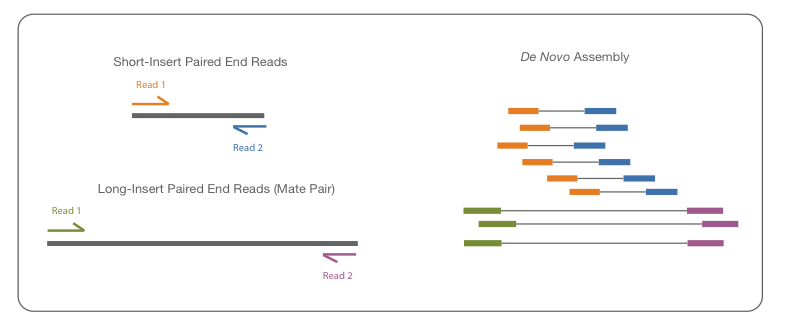 Short-Insert Paired End Reads
Read 1
Read 2
Long-Insert Paired End Reads (Mate Pair)
Read 1
Read 2
De Novo Assembly